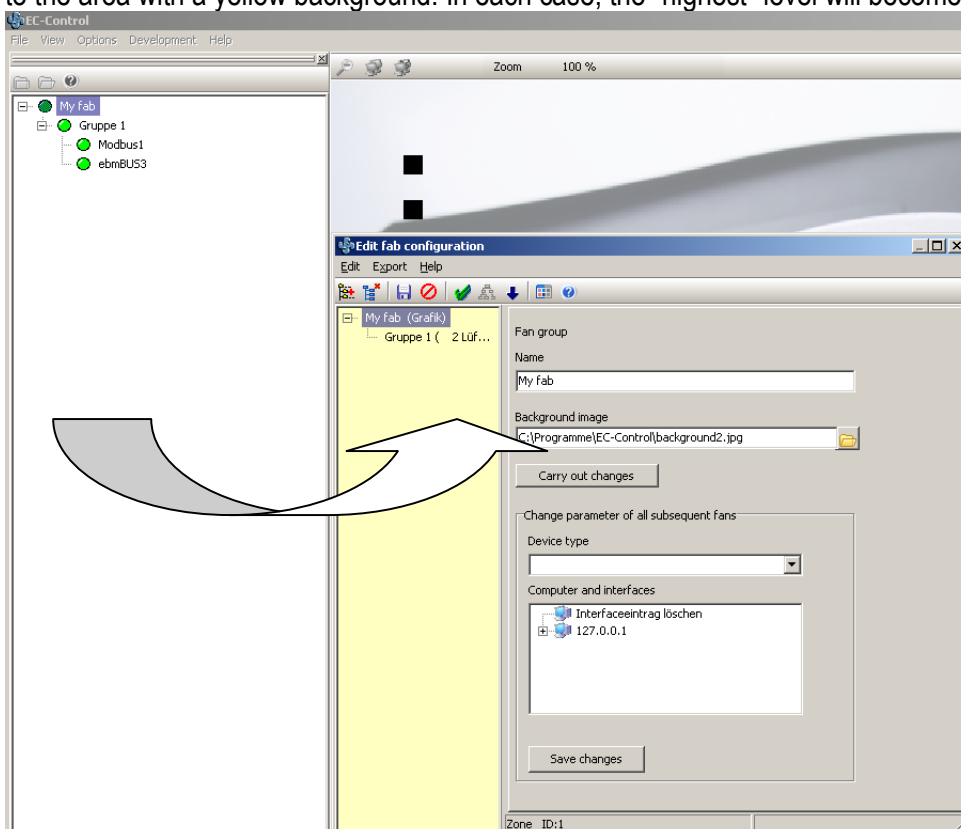 to the area with a yellow background. In each case, the "highest" level will become
EC-Control
File View Options Development Help
Zoom 100 %
My fab
Gruppe 1
Modbus1
ebmBUS3
Edit fab configuration
Edit Export Help
My fab (Grafik)
Gruppe 1 ( 2 Lüf...
Fan group
Name
My fab
Background image
C:\Programme\EC-Control\background2.jpg
Carry out changes
Change parameter of all subsequent fans
Device type
Computer and interfaces
Interfaceeintrag löschen
127.0.0.1
Save changes
Zone ID:1